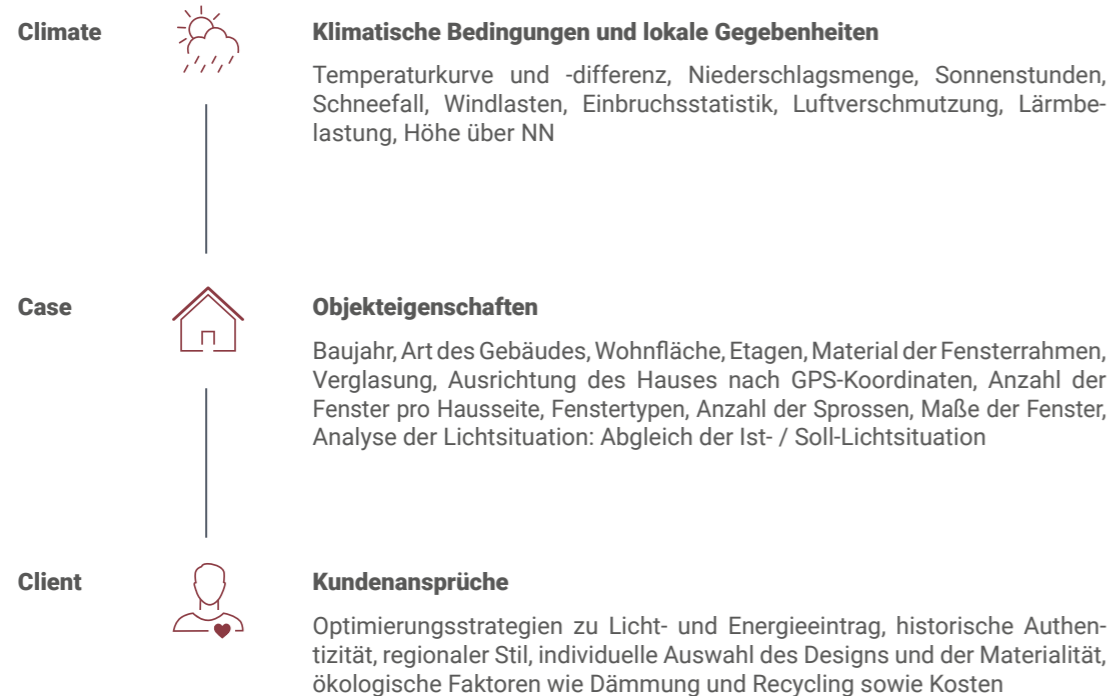 Climate
Klimatische Bedingungen und lokale Gegebenheiten
Temperaturkurve und -differenz, Niederschlagsmenge, Sonnenstunden,
Schneefall, Windlasten, Einbruchsstatistik, Luftverschmutzung, Lärmbe-
lastung, Höhe über NN
Case
Objekteigenschaften
Baujahr, Art des Gebäudes, Wohnfläche, Etagen, Material der Fensterrahmen,
Verglasung, Ausrichtung des Hauses nach GPS-Koordinaten, Anzahl der
Fenster pro Hausseite, Fenstertypen, Anzahl der Sprossen, Maße der Fenster,
Analyse der Lichtsituation: Abgleich der Ist- / Soll-Lichtsituation
Client
Kundenansprüche
Optimierungsstrategien zu Licht- und Energieeintrag, historische Authen-
tizität, regionaler Stil, individuelle Auswahl des Designs und der Materialität,
ökologische Faktoren wie Dämmung und Recycling sowie Kosten